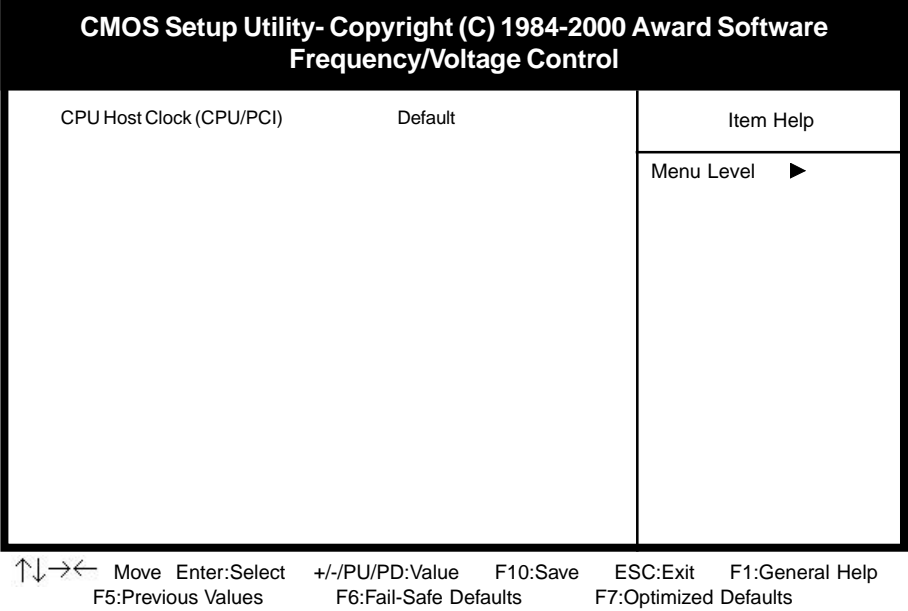 CMOS Setup Utility- Copyright (C) 1984-2000 Award Software
Frequency/Voltage Control
CPU Host Clock (CPU/PCI) Default
Item Help
Menu Level ▶
↑↓→← Move Enter:Select +/-/PU/PD:Value F10:Save ESC:Exit F1:General Help
F5:Previous Values F6:Fail-Safe Defaults F7:Optimized Defaults